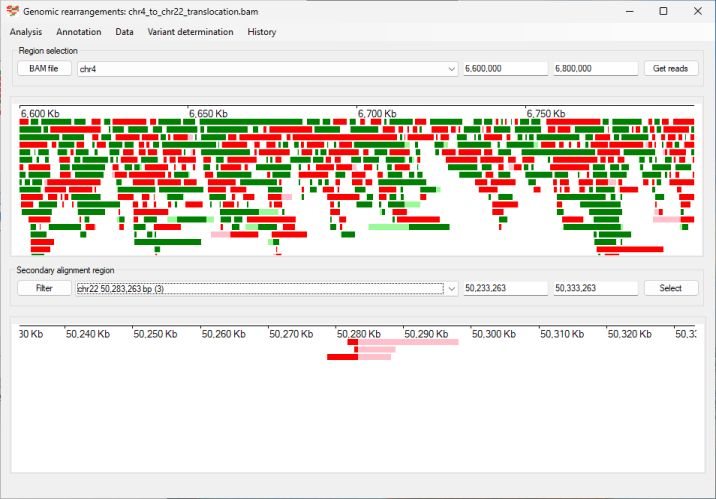 Genomic rearrangements: chr4_to_chr22_translocation.bam
Analysis Annotation Data Variant determination History
Region selection
BAM file chr4 6,600,000 6,800,000 Get reads
6,600 Kb 6,650 Kb 6,700 Kb 6,750 Kb
Secondary alignment region
Filter chr22 50,283,263 bp (3) 50,233,263 50,333,263 Select
30 Kb 50,240 Kb 50,250 Kb 50,260 Kb 50,270 Kb 50,280 Kb 50,290 Kb 50,300 Kb 50,310 Kb 50,320 Kb 50,3